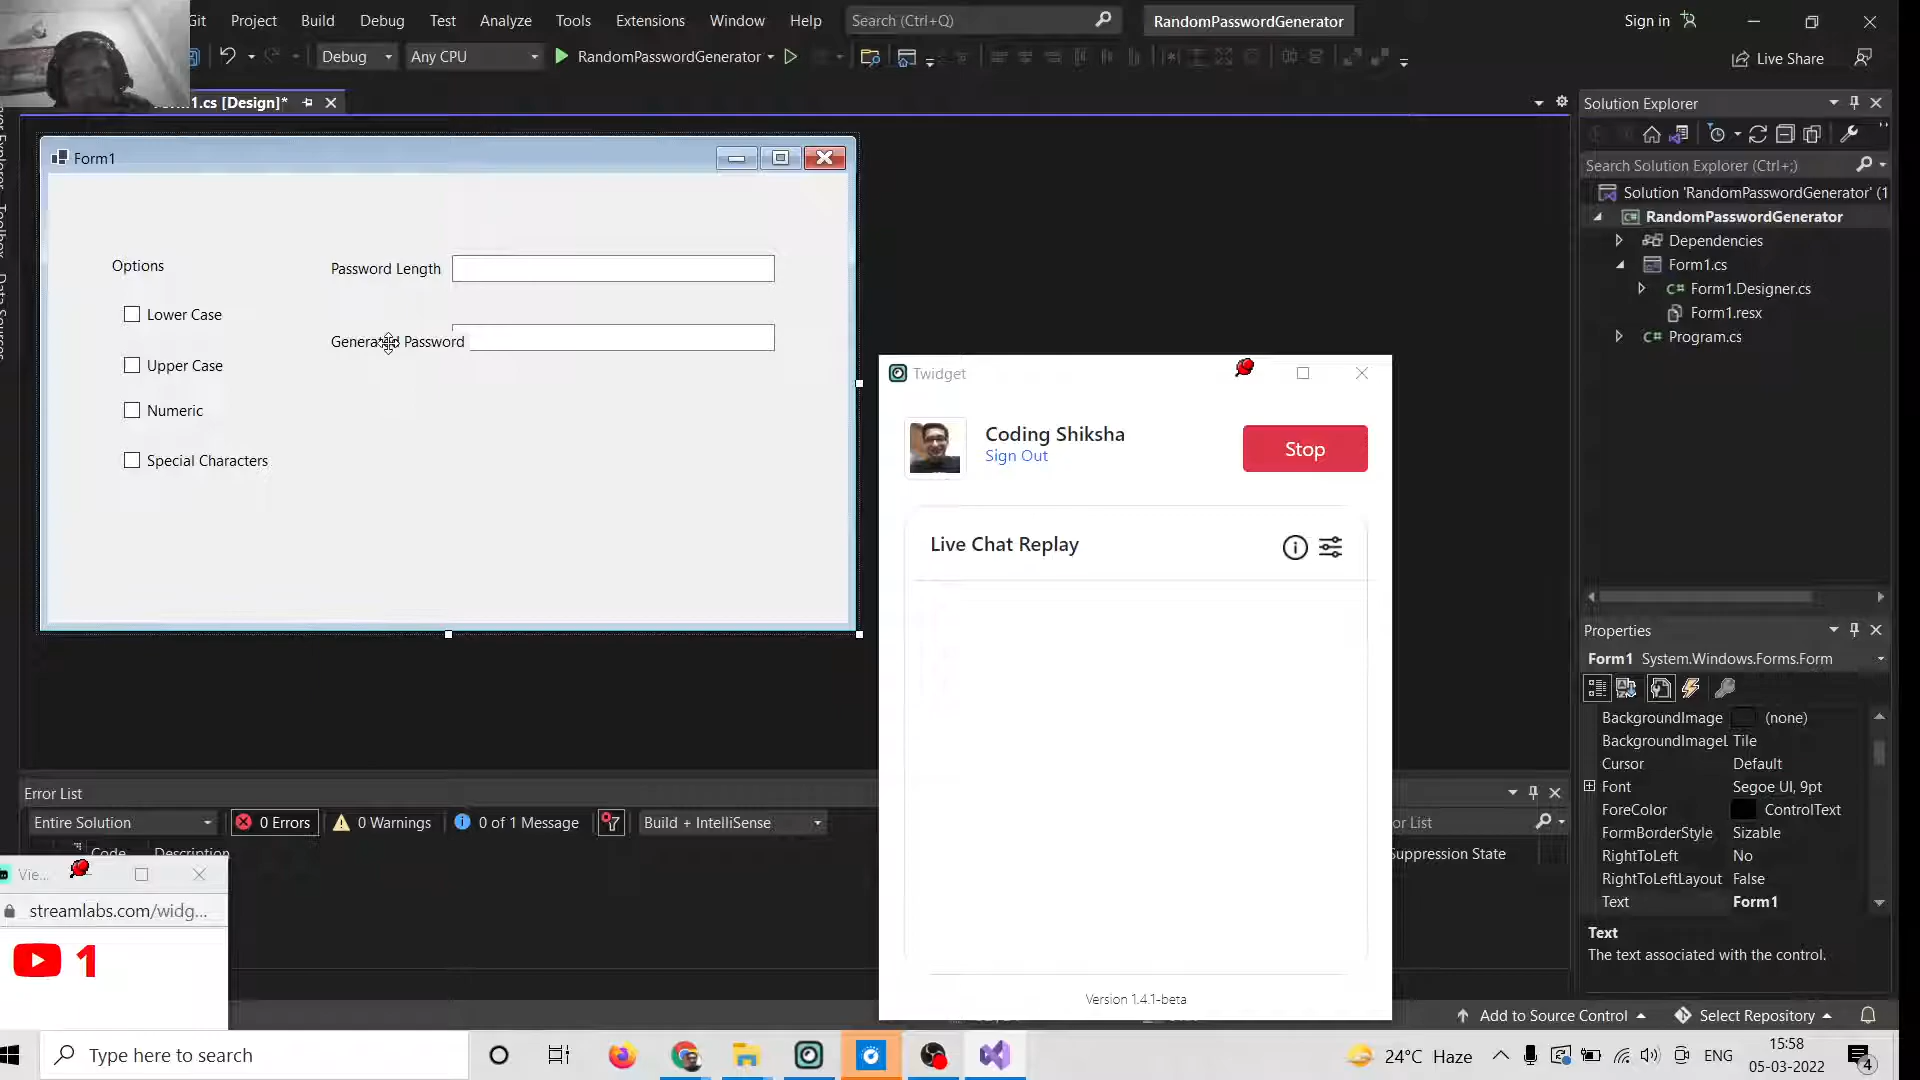 Git Project Build Debug Test Analyze Tools Extensions Window Help Search (Ctrl+Q) RandomPasswordGenerator Sign in
Debug Any CPU RandomPasswordGenerator Live Share
[Design]*
Form1
Options
Password Length
Lower Case
Generated Password
Upper Case
Numeric
Special Characters
Toolbox
Data Sources
Solution Explorer
Search Solution Explorer (Ctrl+;)
Solution 'RandomPasswordGenerator' (1
RandomPasswordGenerator
Dependencies
Form1.cs
C# Form1.Designer.cs
Form1.resx
C# Program.cs
Twidget
Coding Shiksha
Sign Out
Stop
Live Chat Replay
Version 1.4.1-beta
Properties
Form1 System.Windows.Forms.Form
BackgroundImage (none)
BackgroundImageL Tile
Cursor Default
Font Segoe UI, 9pt
ForeColor ControlText
FormBorderStyle Sizable
RightToLeft No
RightToLeftLayout False
Text Form1
Text
The text associated with the control.
Error List
Entire Solution 0 Errors 0 Warnings 0 of 1 Message Build + IntelliSense
Code Description Suppression State
Vie...
streamlabs.com/widg...
1
Add to Source Control Select Repository
Type here to search
24°C Haze ENG
15:58
05-03-2022
4